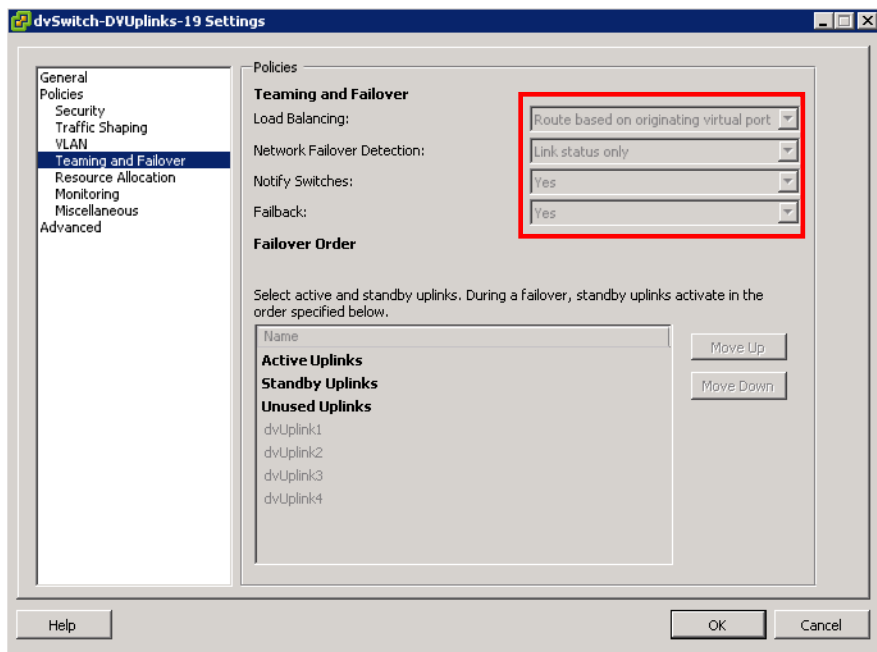 dvSwitch-DVUplinks-19 Settings
General
Policies
Security
Traffic Shaping
VLAN
Teaming and Failover
Resource Allocation
Monitoring
Miscellaneous
Advanced
Policies
Teaming and Failover
Load Balancing: Route based on originating virtual port
Network Failover Detection: Link status only
Notify Switches: Yes
Failback: Yes
Failover Order
Select active and standby uplinks. During a failover, standby uplinks activate in the
order specified below.
Name
Active Uplinks
Standby Uplinks
Unused Uplinks
dvUplink1
dvUplink2
dvUplink3
dvUplink4
Move Up
Move Down
Help OK Cancel